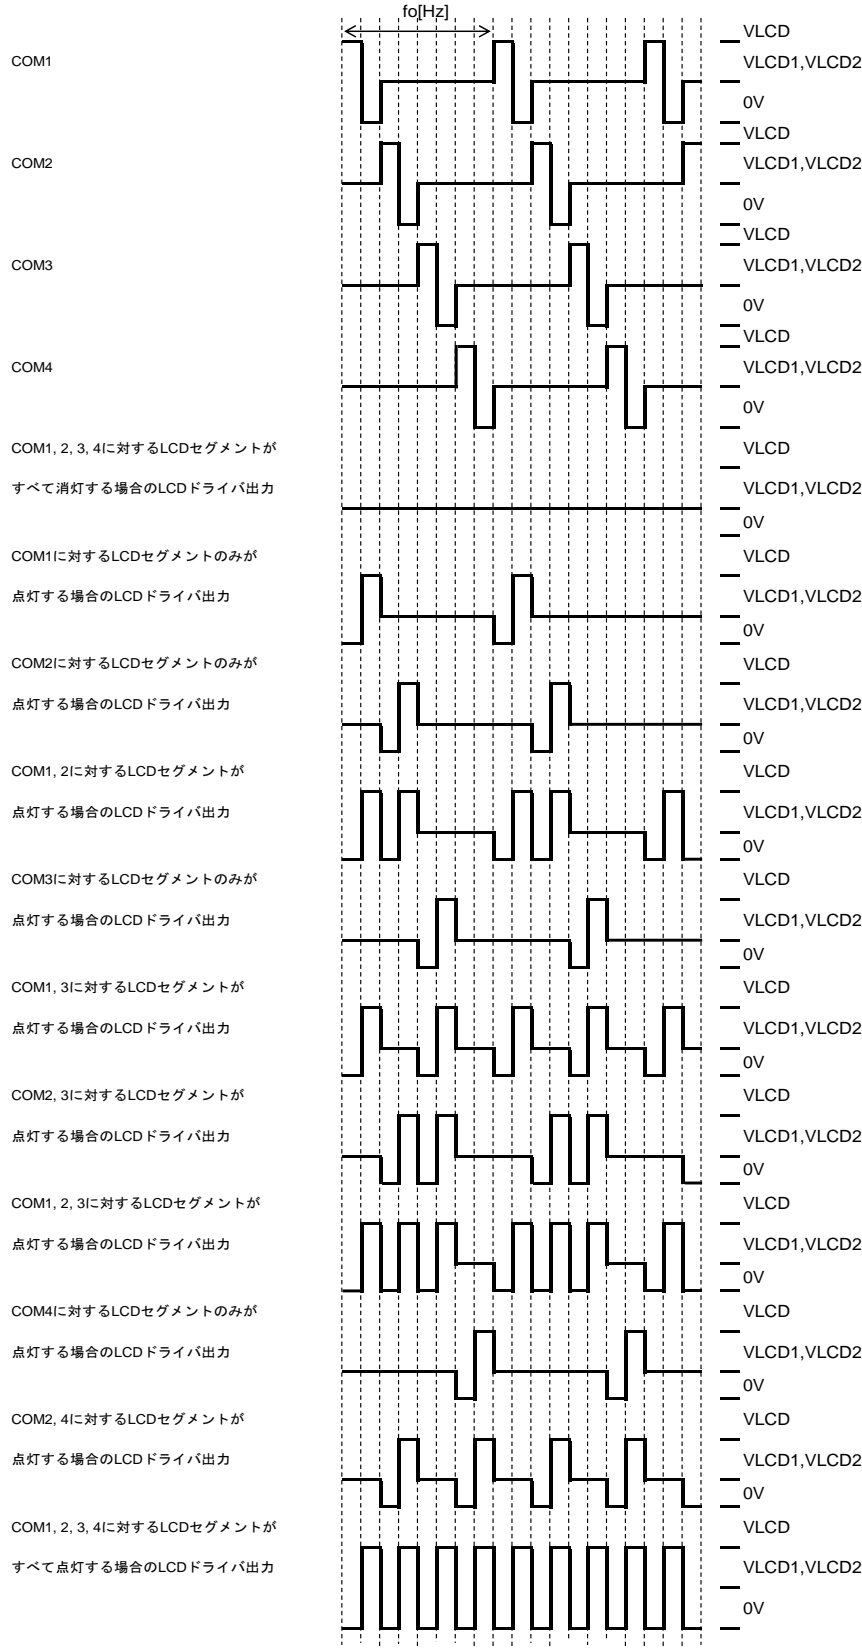 fo[Hz]
VLCD
COM1
VLCD1,VLCD2
0V
VLCD
COM2
VLCD1,VLCD2
0V
VLCD
COM3
VLCD1,VLCD2
0V
VLCD
COM4
VLCD1,VLCD2
0V
COM1, 2, 3, 4に対するLCDセグメントが
VLCD
すべて消灯する場合のLCDドライバ出力
VLCD1,VLCD2
0V
COM1に対するLCDセグメントのみが
VLCD
点灯する場合のLCDドライバ出力
VLCD1,VLCD2
0V
COM2に対するLCDセグメントのみが
VLCD
点灯する場合のLCDドライバ出力
VLCD1,VLCD2
0V
COM1, 2に対するLCDセグメントが
VLCD
点灯する場合のLCDドライバ出力
VLCD1,VLCD2
0V
COM3に対するLCDセグメントのみが
VLCD
点灯する場合のLCDドライバ出力
VLCD1,VLCD2
0V
COM1, 3に対するLCDセグメントが
VLCD
点灯する場合のLCDドライバ出力
VLCD1,VLCD2
0V
COM2, 3に対するLCDセグメントが
VLCD
点灯する場合のLCDドライバ出力
VLCD1,VLCD2
0V
COM1, 2, 3に対するLCDセグメントが
VLCD
点灯する場合のLCDドライバ出力
VLCD1,VLCD2
0V
COM4に対するLCDセグメントのみが
VLCD
点灯する場合のLCDドライバ出力
VLCD1,VLCD2
0V
COM2, 4に対するLCDセグメントが
VLCD
点灯する場合のLCDドライバ出力
VLCD1,VLCD2
0V
COM1, 2, 3, 4に対するLCDセグメントが
VLCD
すべて点灯する場合のLCDドライバ出力
VLCD1,VLCD2
0V